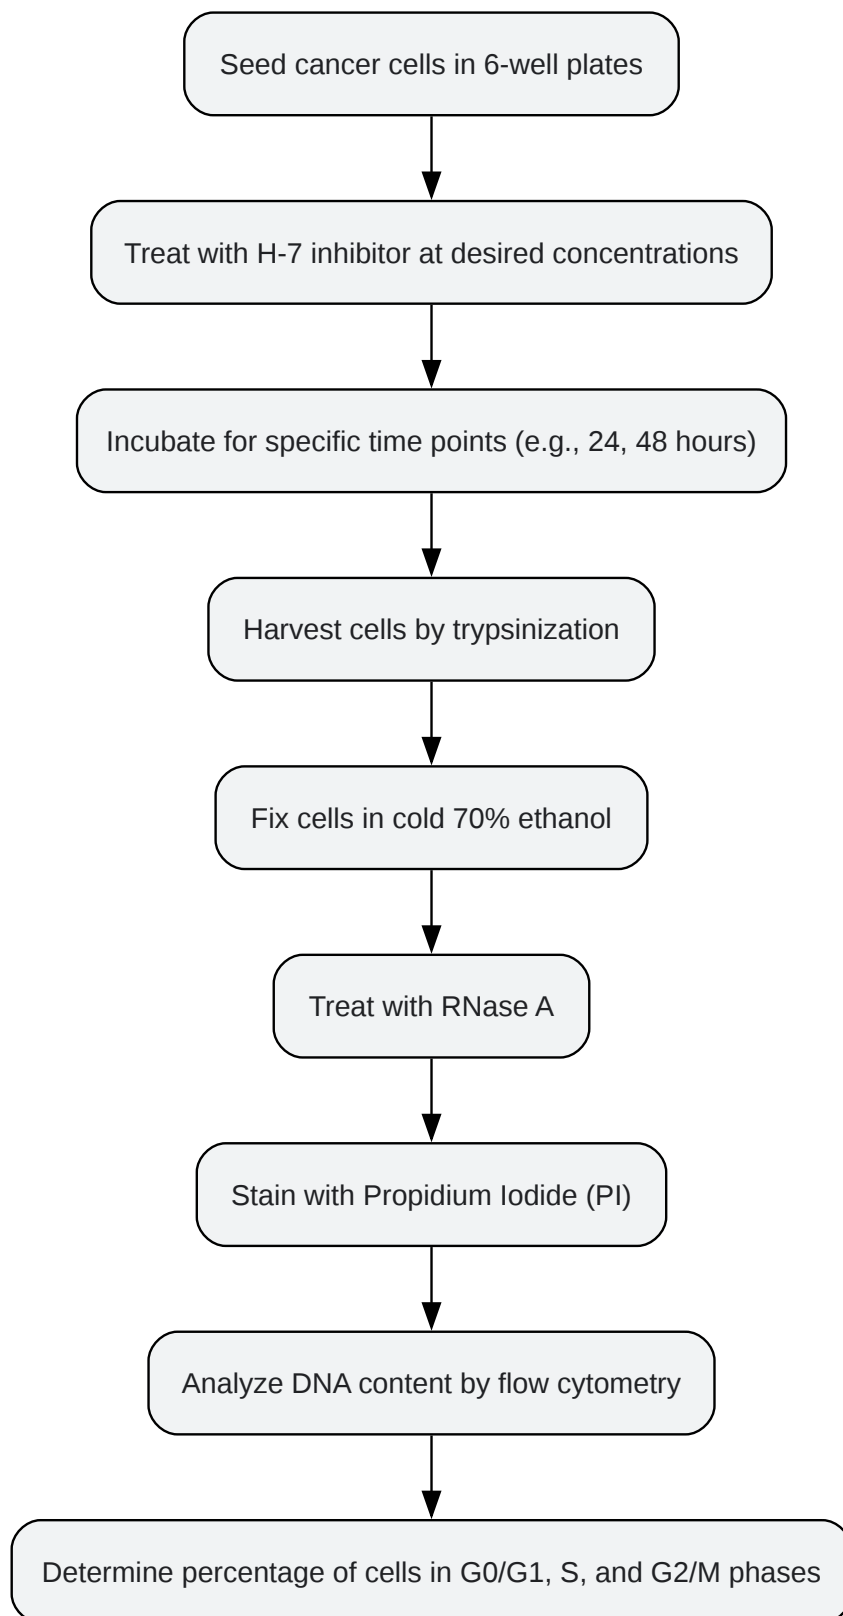 Seed cancer cells in 6-well plates
Treat with H-7 inhibitor at desired concentrations
Incubate for specific time points (e.g., 24, 48 hours)
Harvest cells by trypsinization
Fix cells in cold 70% ethanol
Treat with RNase A
Stain with Propidium Iodide (PI)
Analyze DNA content by flow cytometry
Determine percentage of cells in G0/G1, S, and G2/M phases